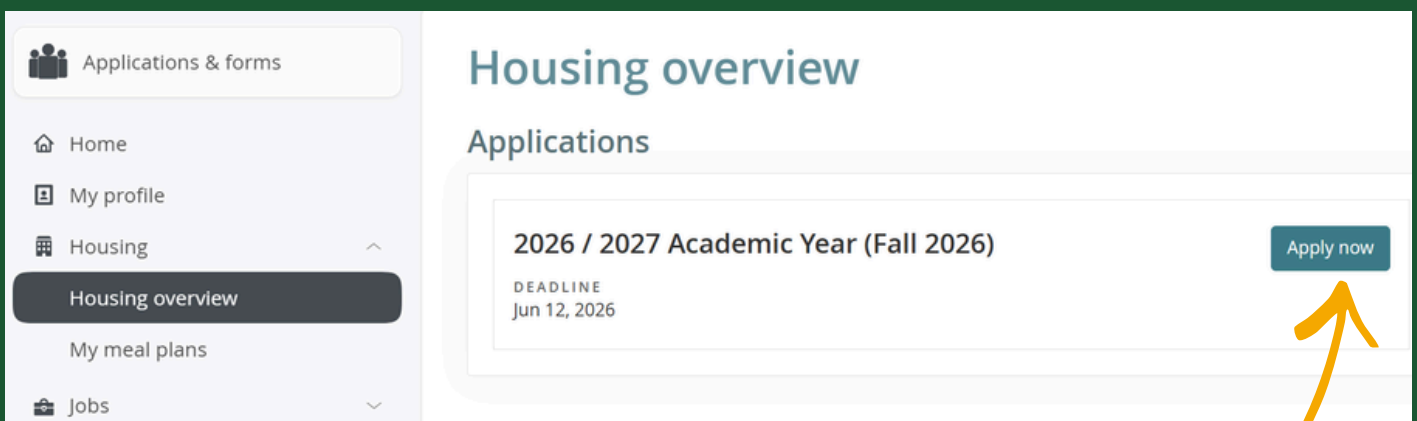 Applications & forms
Home
My profile
Housing
Housing overview
My meal plans
Jobs
Housing overview
Applications
2026 / 2027 Academic Year (Fall 2026)
Apply now
DEADLINE
Jun 12, 2026